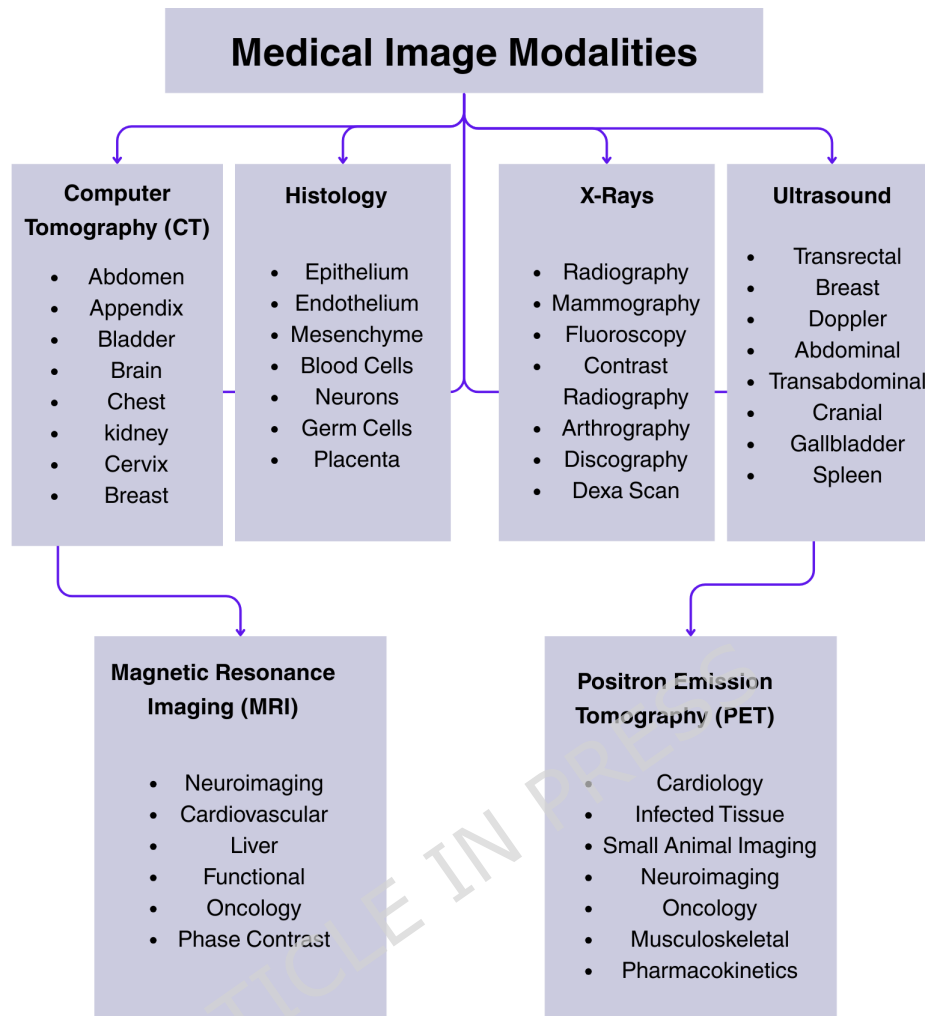 Medical Image Modalities
Computer
Tomography (CT)
• Abdomen
• Appendix
• Bladder
• Brain
• Chest
• kidney
• Cervix
• Breast
Histology
• Epithelium
• Endothelium
• Mesenchyme
• Blood Cells
• Neurons
• Germ Cells
• Placenta
X-Rays
• Radiography
• Mammography
• Fluoroscopy
• Contrast
Radiography
• Arthrography
• Discography
• Dexa Scan
Ultrasound
• Transrectal
• Breast
• Doppler
• Abdominal
• Transabdominal
• Cranial
• Gallbladder
• Spleen
Magnetic Resonance
Imaging (MRI)
• Neuroimaging
• Cardiovascular
• Liver
• Functional
• Oncology
• Phase Contrast
Positron Emission
Tomography (PET)
• Cardiology
• Infected Tissue
• Small Animal Imaging
• Neuroimaging
• Oncology
• Musculoskeletal
• Pharmacokinetics
TICLE IN PRESS